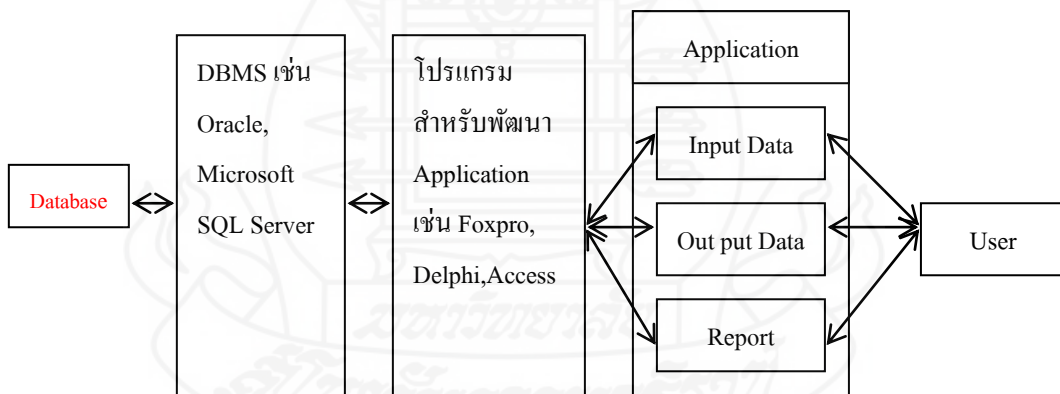 Database
DBMS เช่น
Oracle,
Microsoft
SQL Server
โปรแกรม
สำหรับพัฒนา
Application
เช่น Foxpro,
Delphi,Access
Application
Input Data
Out put Data
Report
User